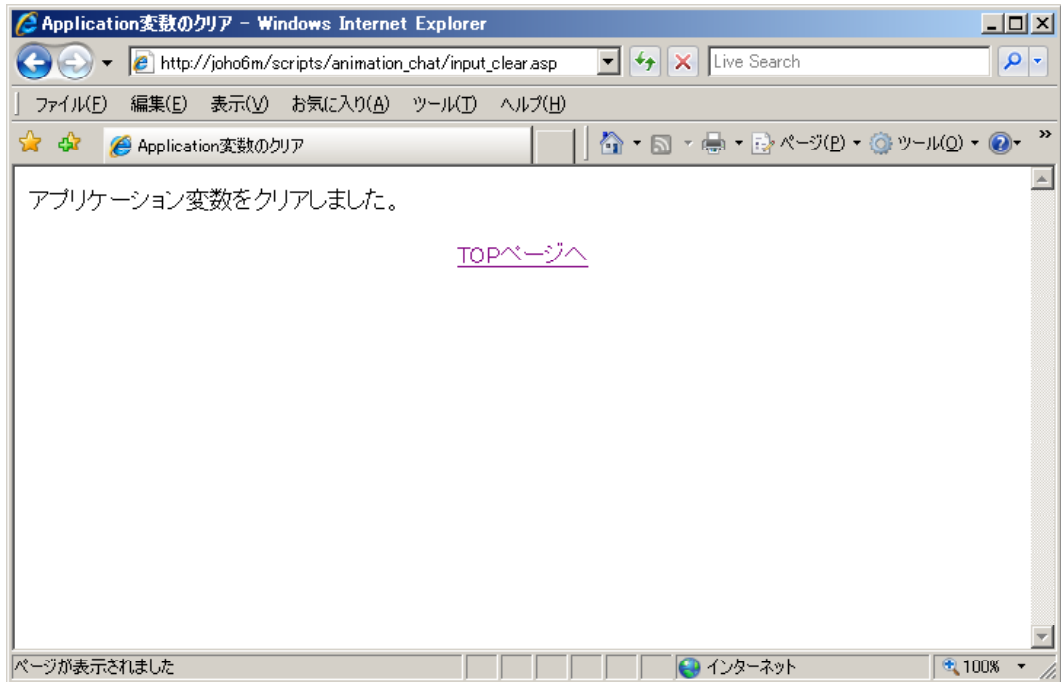 Application変数のクリア - Windows Internet Explorer
http://joho6m/scripts/animation_chat/input_clear.asp
Live Search
ファイル(F) 編集(E) 表示(V) お気に入り(A) ツール(T) ヘルプ(H)
Application変数のクリア
ページ(P) ツール(O) »
アプリケーション変数をクリアしました。
TOPページへ
ページが表示されました
インターネット
100%